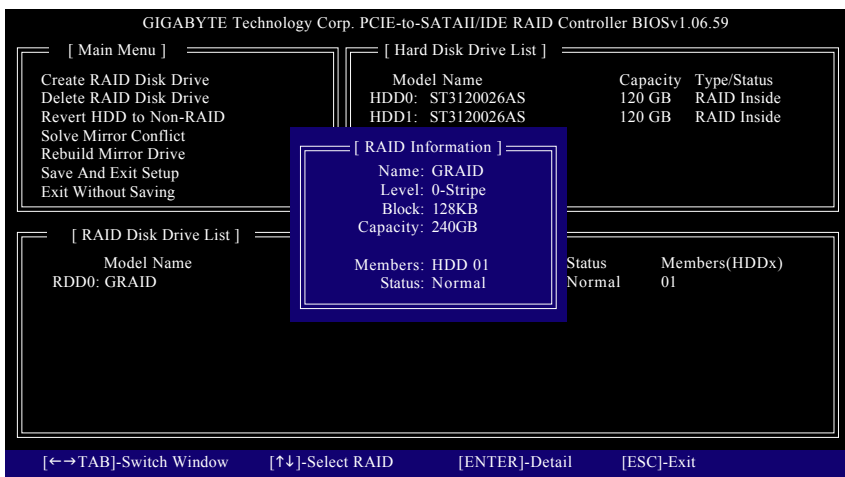 GIGABYTE Technology Corp. PCIE-to-SATAII/IDE RAID Controller BIOSv1.06.59
[ Main Menu ]
Create RAID Disk Drive
Delete RAID Disk Drive
Revert HDD to Non-RAID
Solve Mirror Conflict
Rebuild Mirror Drive
Save And Exit Setup
Exit Without Saving
[ Hard Disk Drive List ]
Model Name Capacity Type/Status
HDD0: ST3120026AS 120 GB RAID Inside
HDD1: ST3120026AS 120 GB RAID Inside
[ RAID Information ]
Name: GRAID
Level: 0-Stripe
Block: 128KB
Capacity: 240GB
Members: HDD 01
Status: Normal
[ RAID Disk Drive List ]
Model Name Status Members(HDDx)
RDD0: GRAID Normal 01
[←→TAB]-Switch Window [↑↓]-Select RAID [ENTER]-Detail [ESC]-Exit